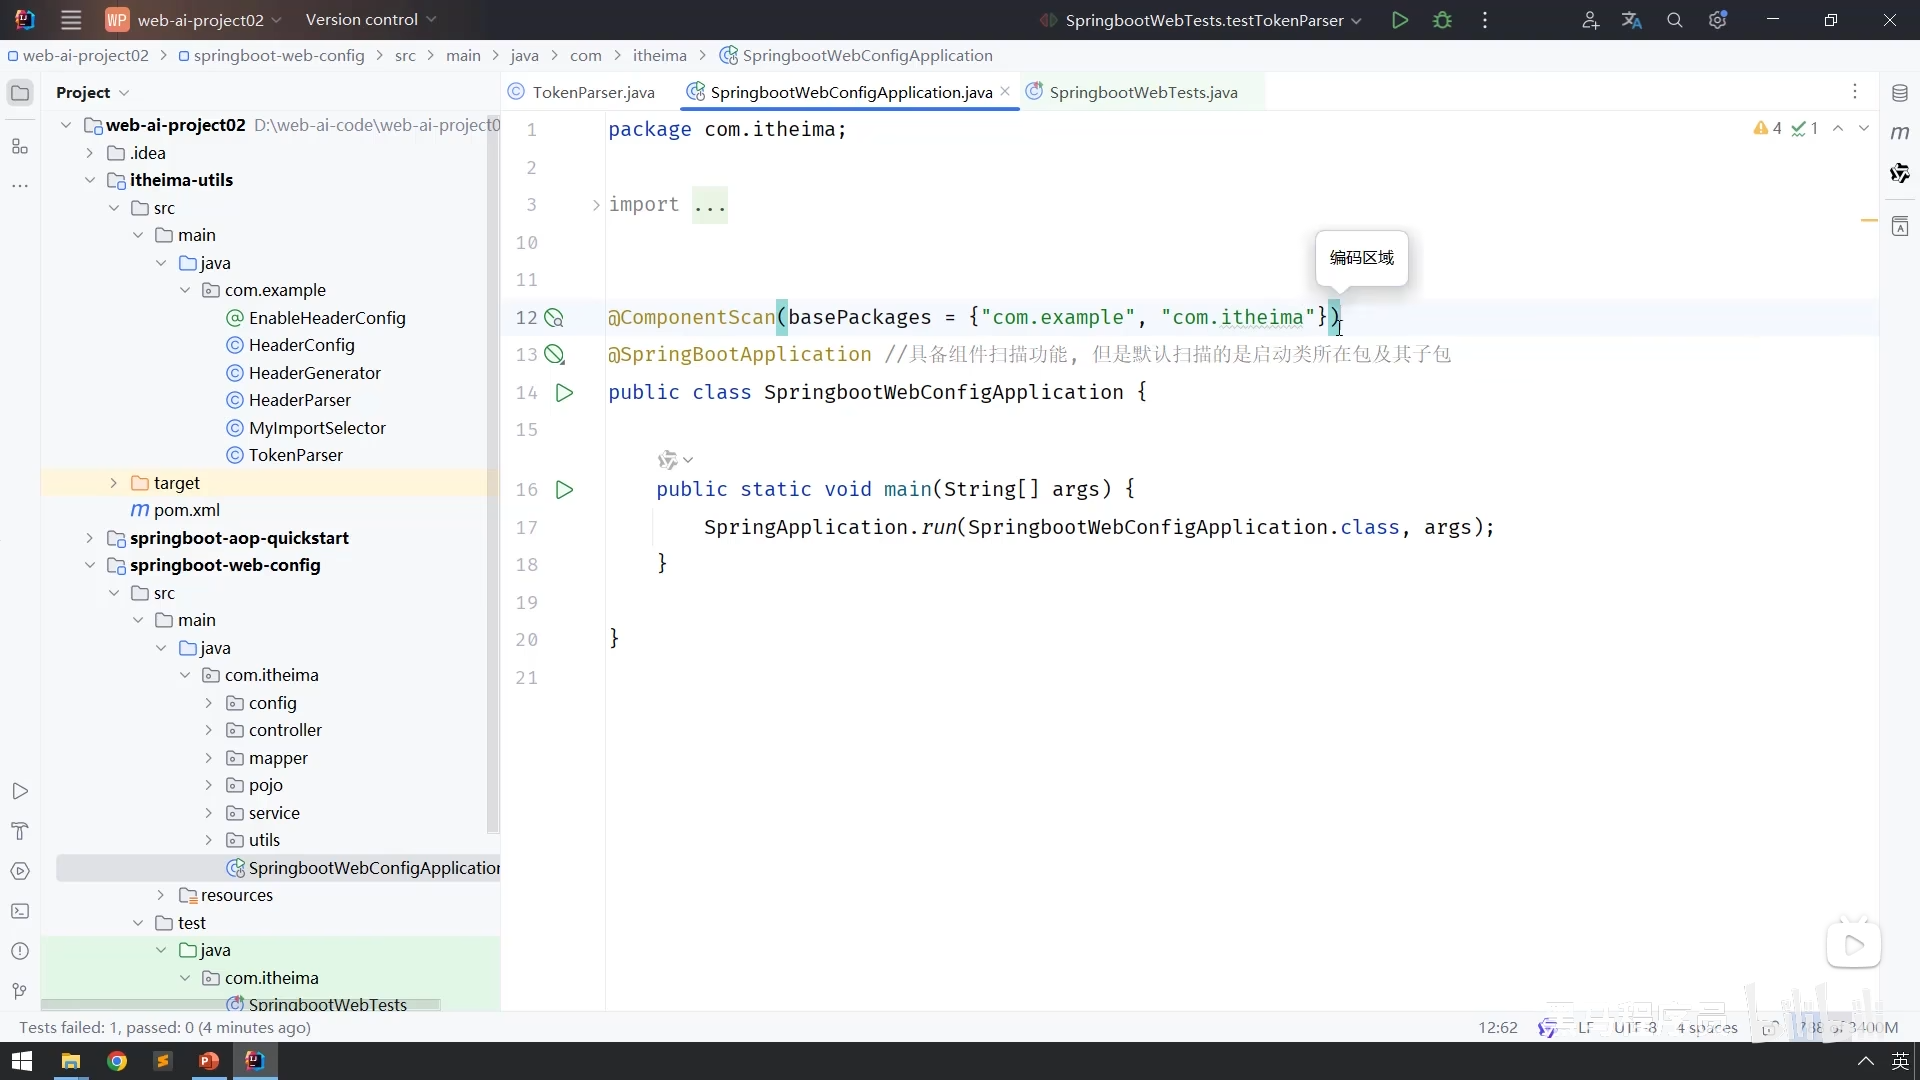 WP web-ai-project02 Version control SpringbootWebTests.testTokenParser
web-ai-project02 springboot-web-config src main java com itheima SpringbootWebConfigApplication
Project
TokenParser.java SpringbootWebConfigApplication.java SpringbootWebTests.java
web-ai-project02 D:\web-ai-code\web-ai-project0
.idea
itheima-utils
src
main
java
com.example
EnableHeaderConfig
HeaderConfig
HeaderGenerator
HeaderParser
MyImportSelector
TokenParser
target
pom.xml
springboot-aop-quickstart
springboot-web-config
src
main
java
com.itheima
config
controller
mapper
pojo
service
utils
SpringbootWebConfigApplication
resources
test
java
com.itheima
SpringbootWebTests
4 1
1 package com.itheima;
2
3 import ...
10
11
编码区域
12 @ComponentScan(basePackages = {"com.example", "com.itheima"})
13 @SpringBootApplication //具备组件扫描功能, 但是默认扫描的是启动类所在包及其子包
14 public class SpringbootWebConfigApplication {
15
16 public static void main(String[] args) {
17 SpringApplication.run(SpringbootWebConfigApplication.class, args);
18 }
19
20 }
21
Tests failed: 1, passed: 0 (4 minutes ago)
12:62 LF UTF-8 4 spaces
英